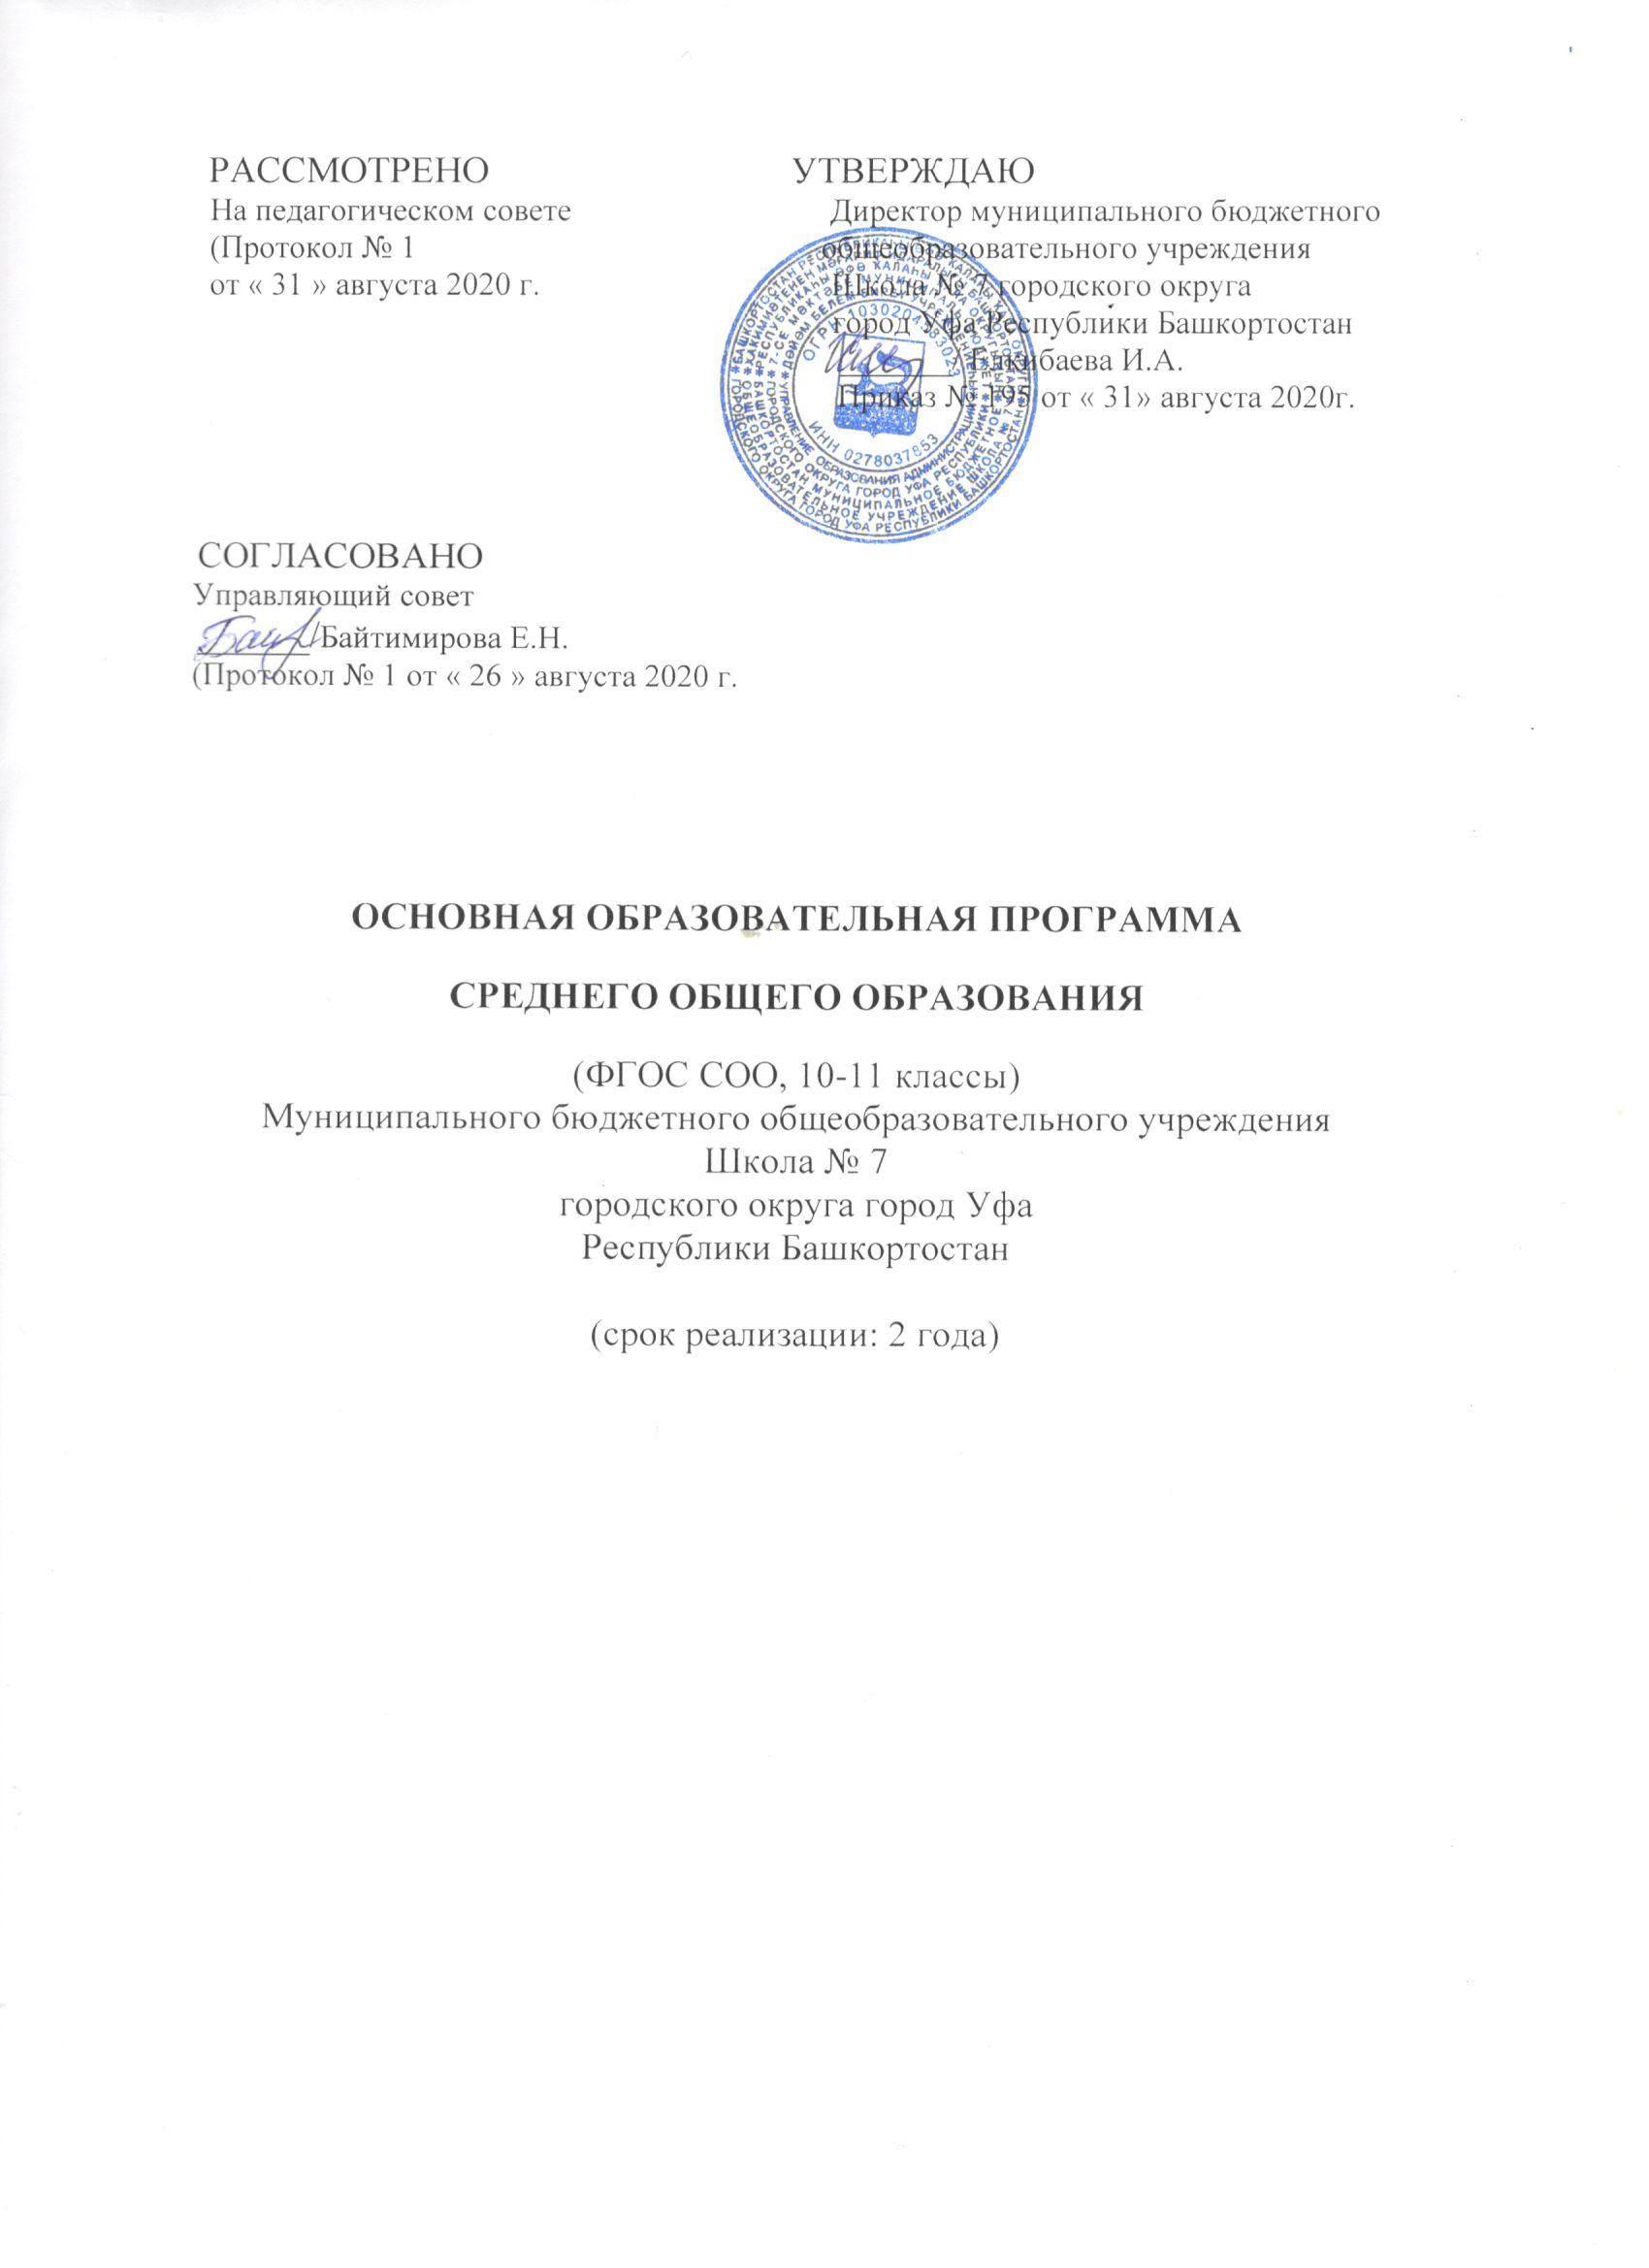 РАССМОТРЕНО
На педагогическом совете
(Протокол № 1
от « 31 » августа 2020 г.
УТВЕРЖДАЮ
Директор муниципального бюджетного
общеобразовательного учреждения
Школа № 7 городского округа
город Уфа Республики Башкортостан
/ Елкибаева И.А.
Приказ № 195 от « 31» августа 2020г.
ИНН 0278037853
СОГЛАСОВАНО
Управляющий совет
/Байтимирова Е.Н.
(Протокол № 1 от « 26 » августа 2020 г.
ОСНОВНАЯ ОБРАЗОВАТЕЛЬНАЯ ПРОГРАММА
СРЕДНЕГО ОБЩЕГО ОБРАЗОВАНИЯ
(ФГОС СОО, 10-11 классы)
Муниципального бюджетного общеобразовательного учреждения
Школа № 7
городского округа город Уфа
Республики Башкортостан
(срок реализации: 2 года)